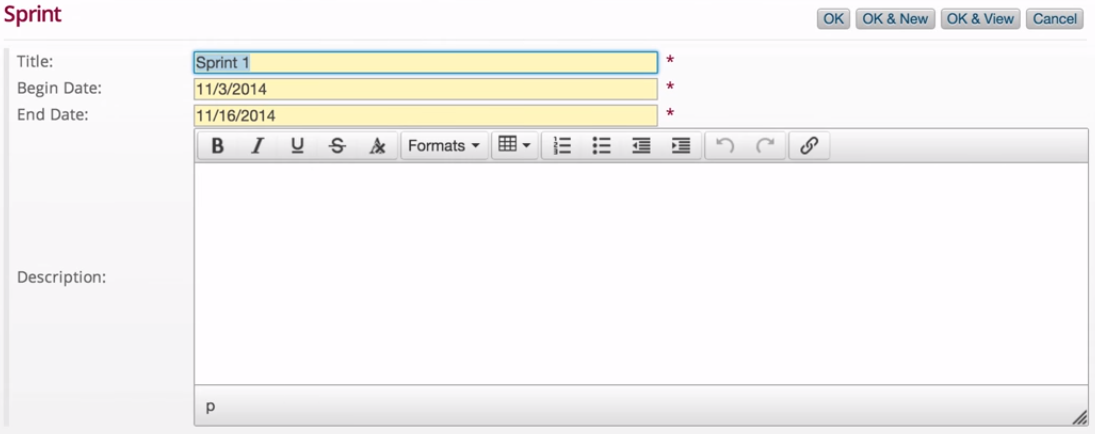 Sprint
OK OK & New OK & View Cancel
Title: Sprint 1 *
Begin Date: 11/3/2014 *
End Date: 11/16/2014 *
B I U S A Formats
Description:
p